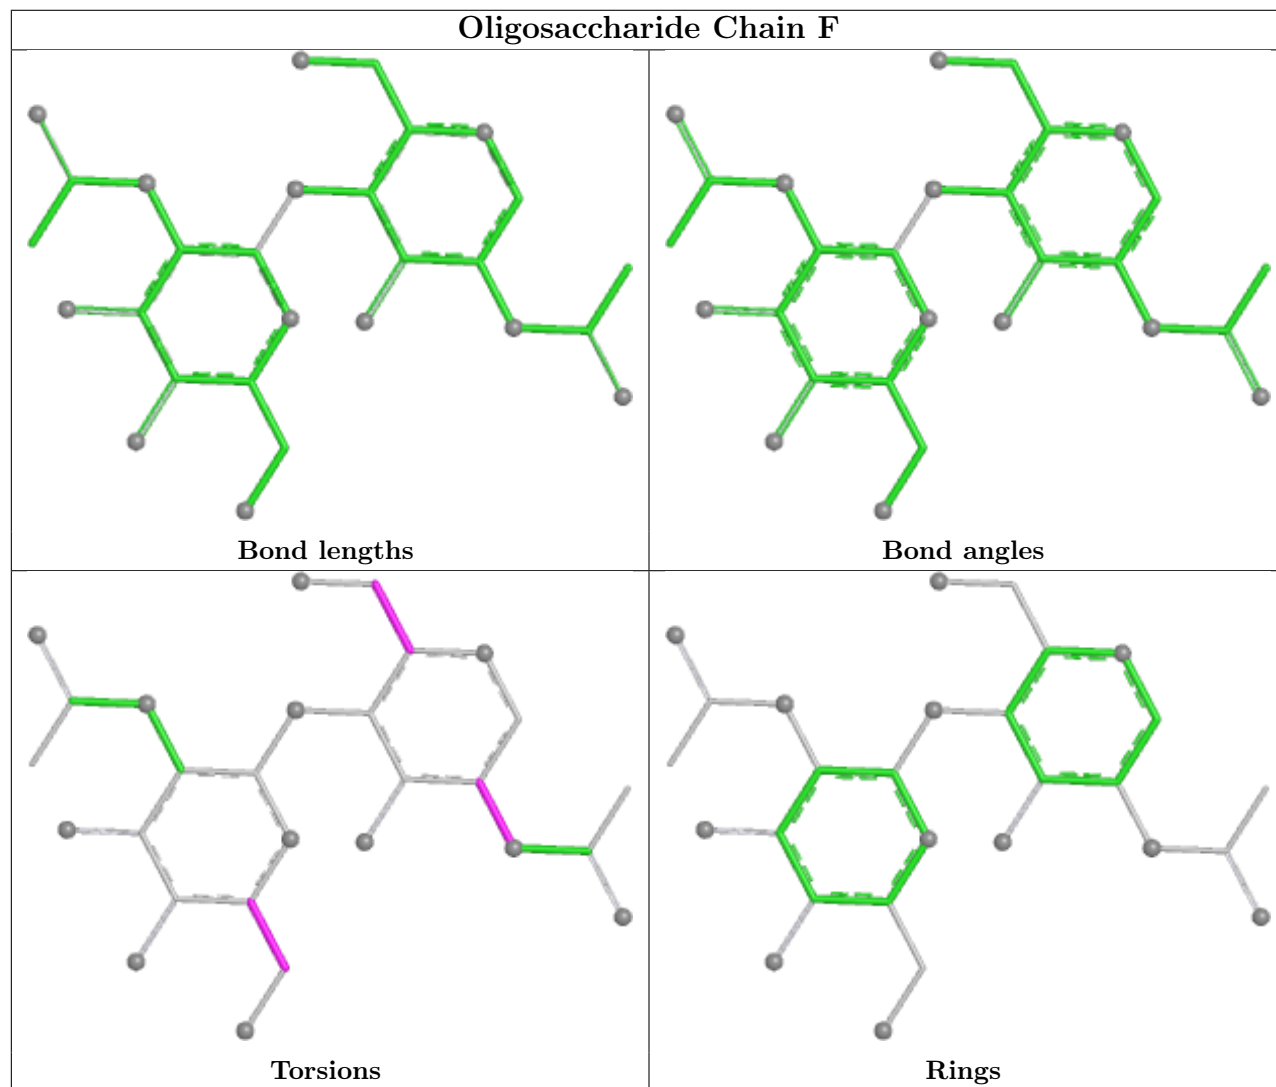 Oligosaccharide Chain F
Bond lengths
Bond angles
Torsions
Rings